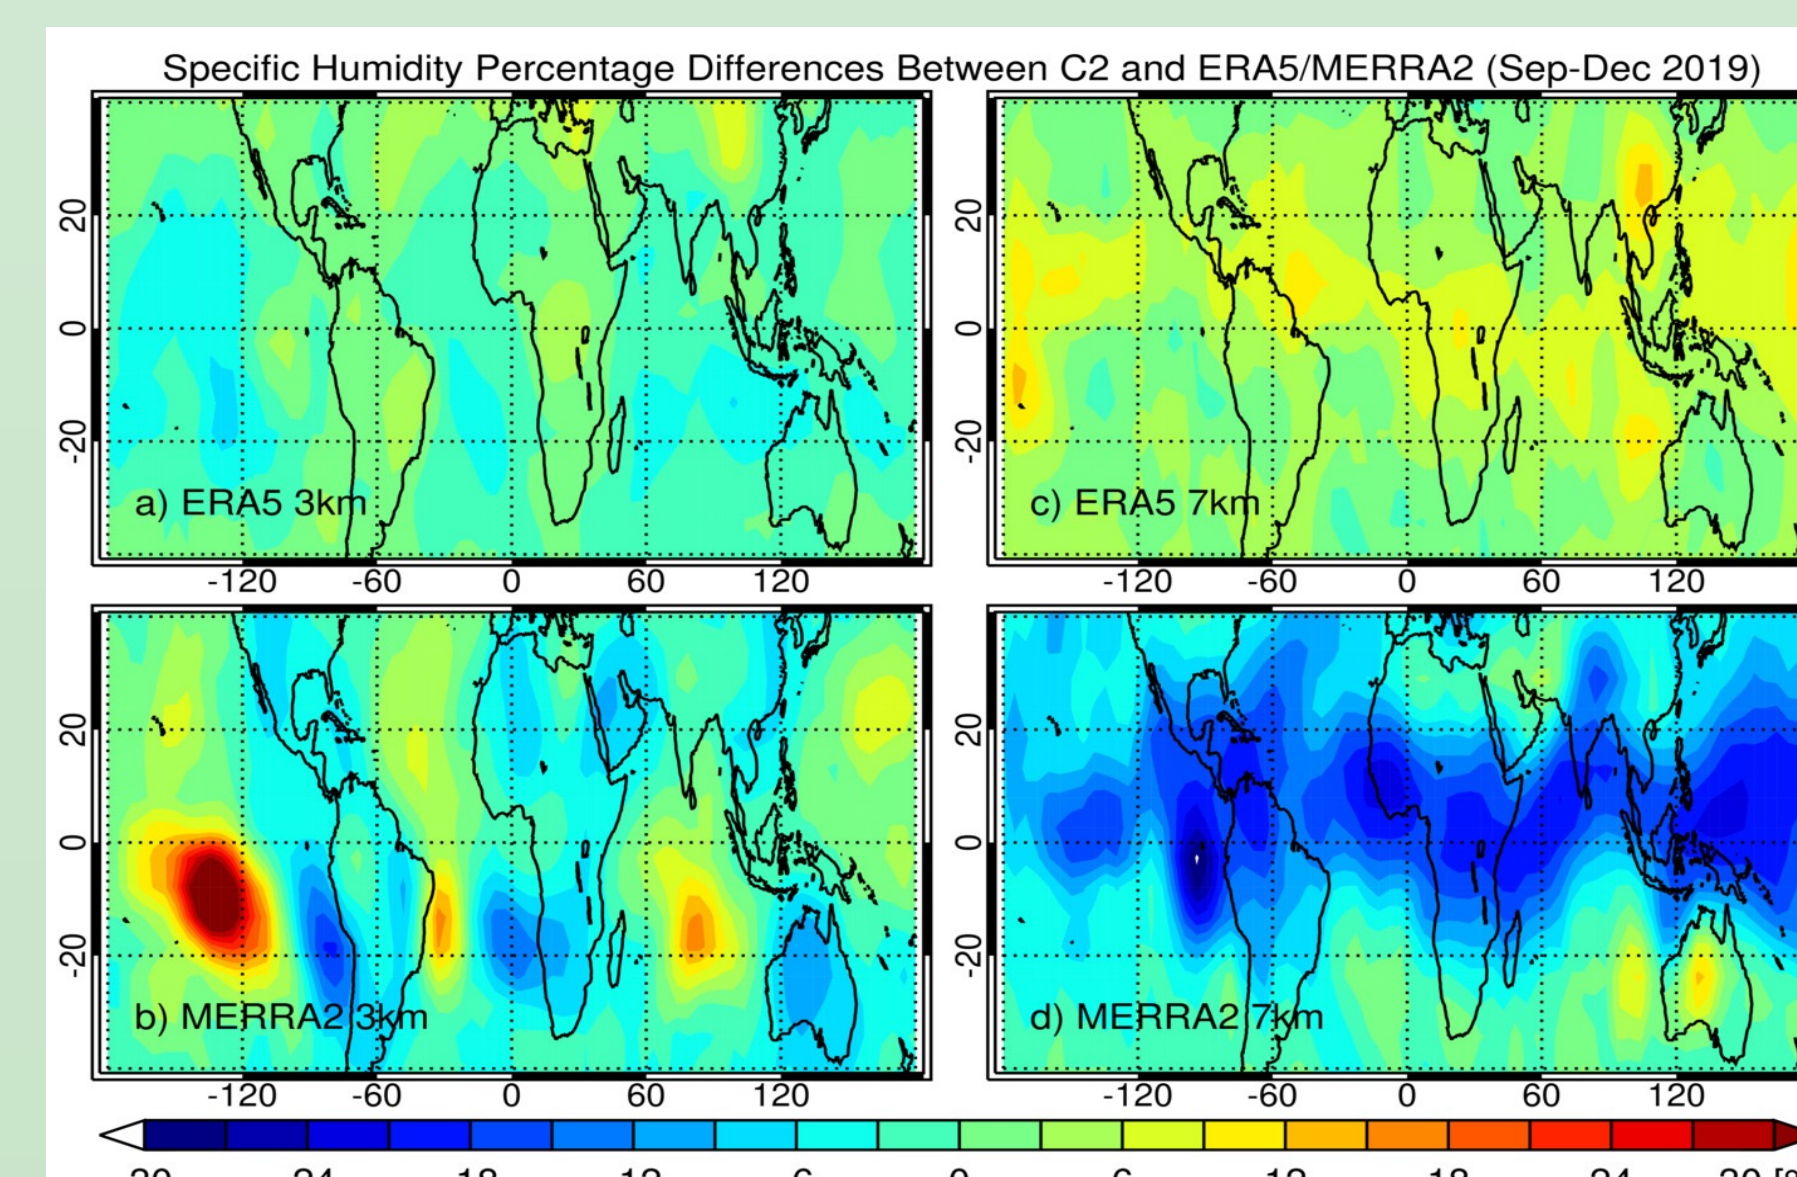 Specific Humidity Percentage Differences Between C2 and ERA5/MERRA2 (Sep-Dec 2019)
20
0
-20
a) ERA5 3km
-120 -60 0 60 120
20
0
-20
c) ERA5 7km
-120 -60 0 60 120
20
0
-20
b) MERRA2 3km
-120 -60 0 60 120
20
0
-20
d) MERRA2 7km
-120 -60 0 60 120